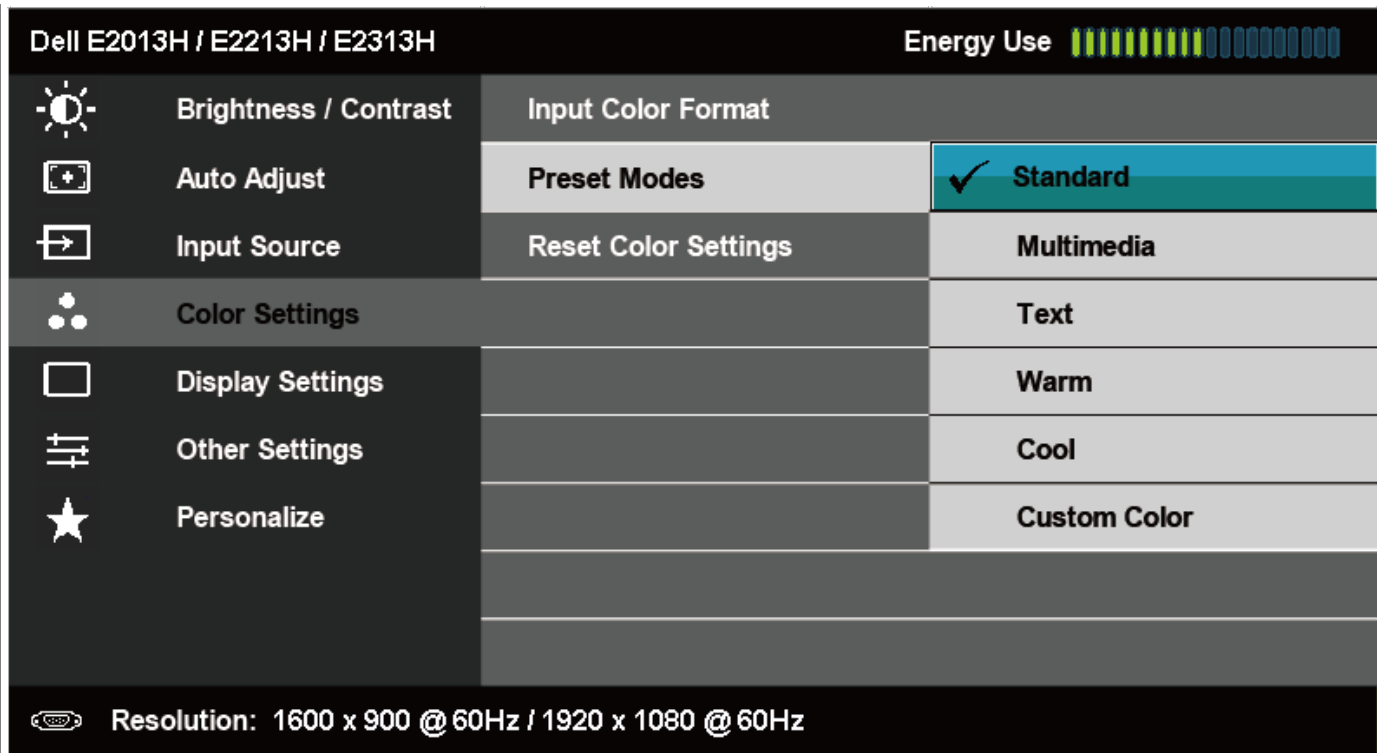 Dell E2013H / E2213H / E2313H Energy Use
Brightness / Contrast Input Color Format
Auto Adjust Preset Modes Standard
Input Source Reset Color Settings Multimedia
Color Settings Text
Display Settings Warm
Other Settings Cool
Personalize Custom Color
Resolution: 1600 x 900 @ 60Hz / 1920 x 1080 @ 60Hz